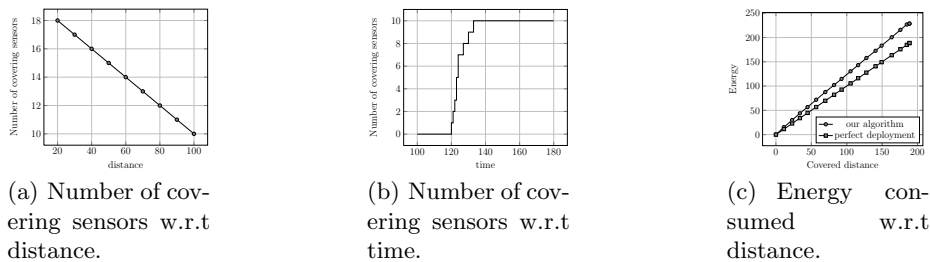 18
16
14
12
10
Number of covering sensors
20 40 60 80 100
distance
10
8
6
4
2
0
Number of covering sensors
100 120 140 160 180
time
250
200
150
100
50
0
Energy
our algorithm
perfect deployment
0 50 100 150 200
Covered distance
(a) Number of cov-
ering sensors w.r.t
distance.
(b) Number of cov-
ering sensors w.r.t
time.
(c) Energy con-
sumed w.r.t
distance.